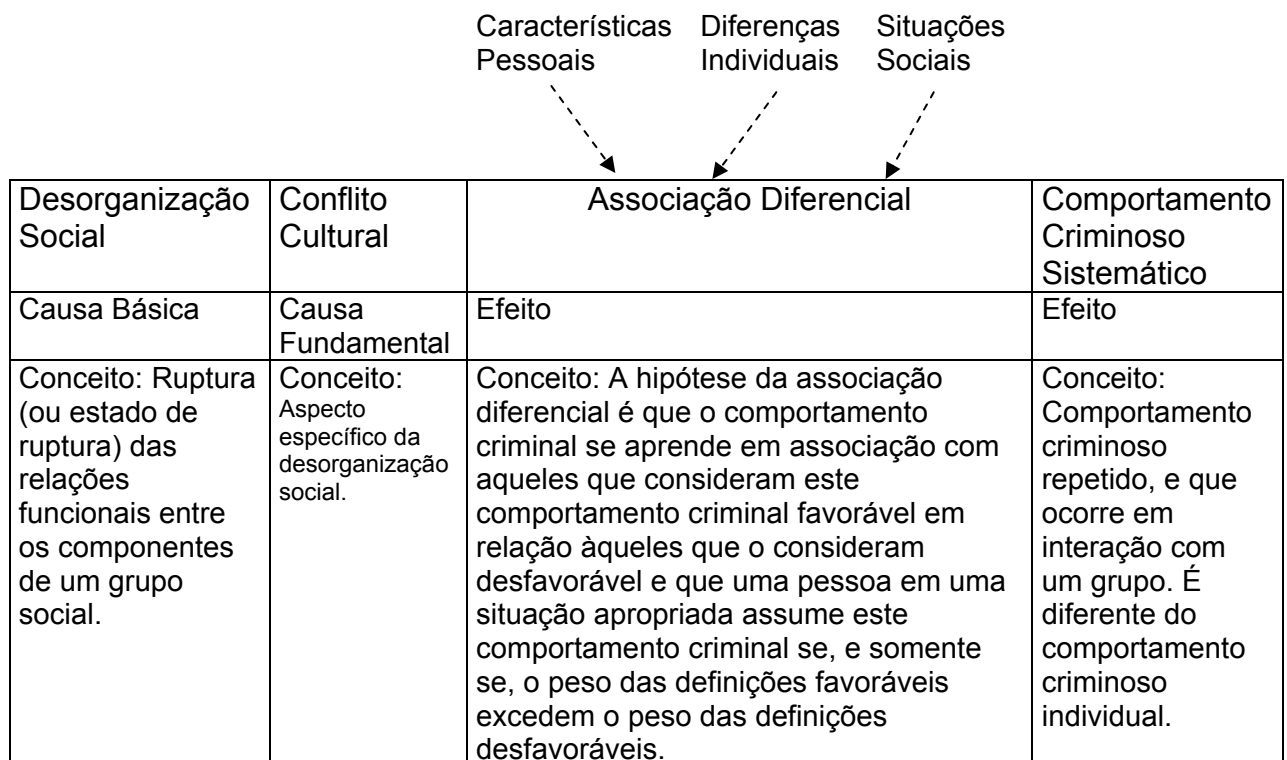 Características
Pessoais
Diferenças
Individuais
Situações
Sociais
Desorganização
Social
Conflito
Cultural
Associação Diferencial
Comportamento
Criminoso
Sistemático
Causa Básica
Causa
Fundamental
Efeito
Efeito
Conceito: Ruptura
(ou estado de
ruptura) das
relações
funcionais entre
os componentes
de um grupo
social.
Conceito:
Aspecto
específico da
desorganização
social.
Conceito: A hipótese da associação
diferencial é que o comportamento
criminal se aprende em associação com
aqueles que consideram este
comportamento criminal favorável em
relação àqueles que o consideram
desfavorável e que uma pessoa em uma
situação apropriada assume este
comportamento criminal se, e somente
se, o peso das definições favoráveis
excedem o peso das definições
desfavoráveis.
Conceito:
Comportamento
criminoso
repetido, e que
ocorre em
interação com
um grupo. É
diferente do
comportamento
criminoso
individual.